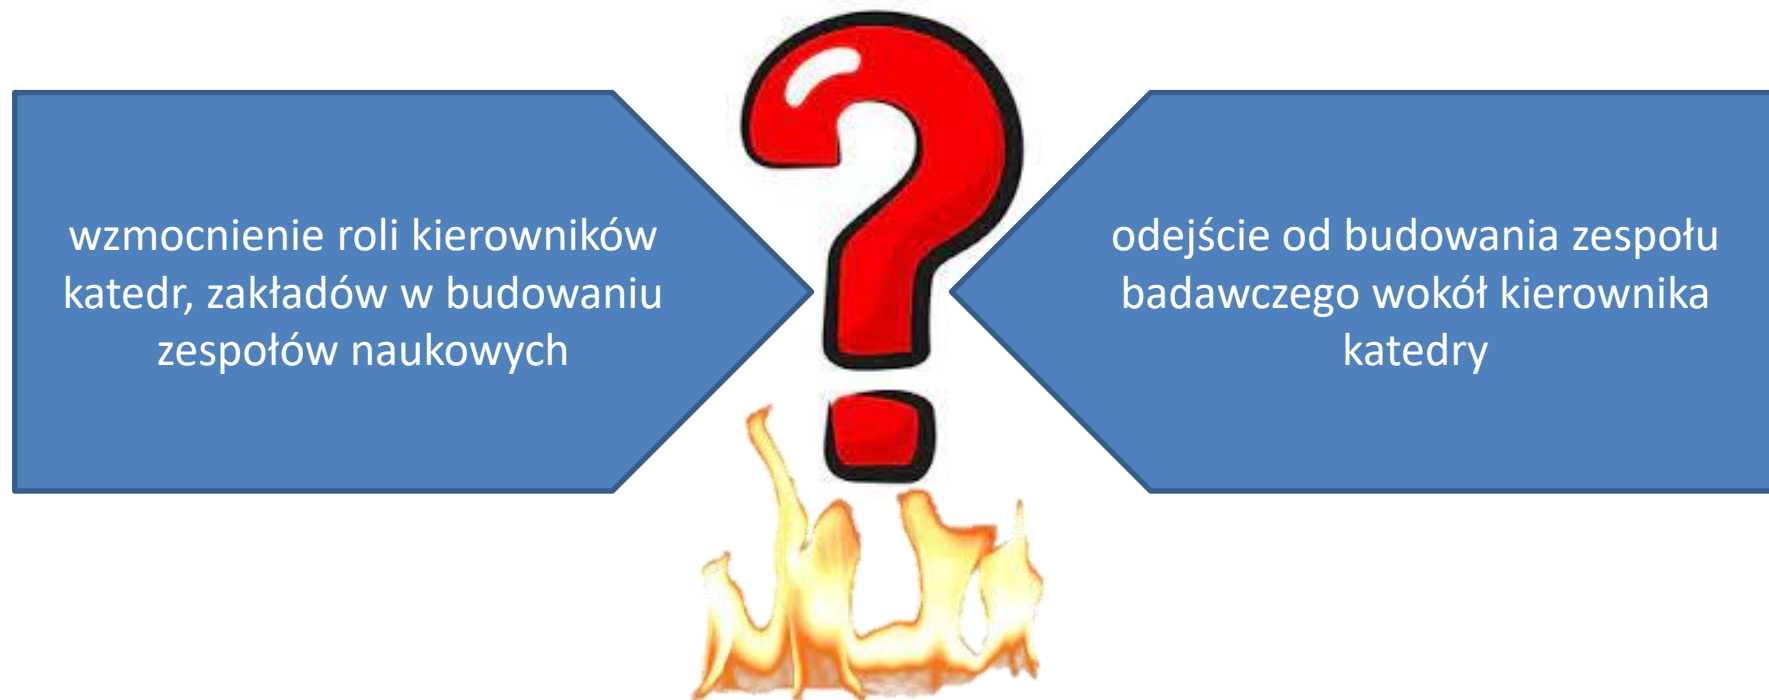 wzmocnienie roli kierowników
katedr, zakładów w budowaniu
zespołów naukowych
odejście od budowania zespołu
badawczego wokół kierownika
katedry